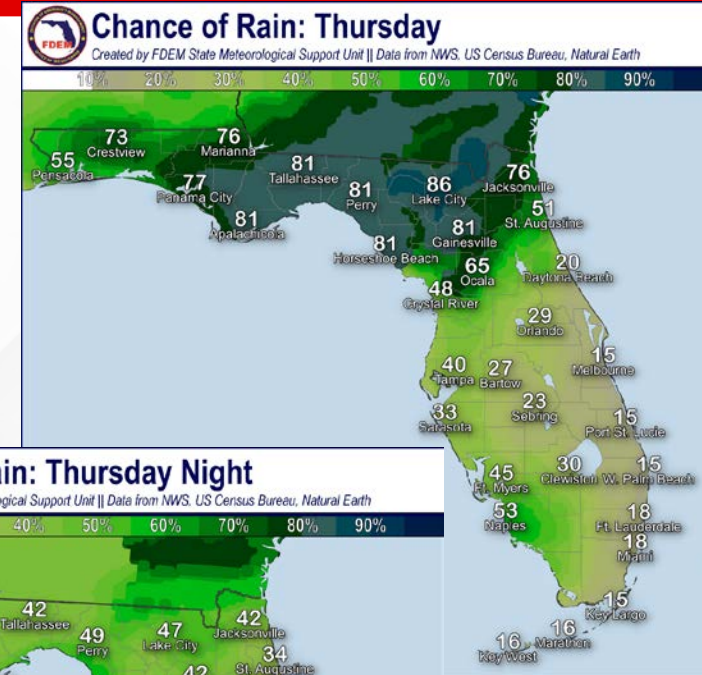 Chance of Rain: Thursday
FDEM
Created by FDEM State Meteorological Support Unit || Data from NWS, US Census Bureau, Natural Earth
10% 20% 30% 40% 50% 60% 70% 80% 90%
73
Crestview
76
Marianna
55
Pensacola
77
Panama City
81
Tallahassee
81
Perry
86
Lake City
76
Jacksonville
51
St. Augustine
81
Apalachicola
81
Gainesville
81
Horseshoe Beach
65
Ocala
20
Daytona Beach
48
Crystal River
29
Orlando
15
Melbourne
40
Tampa
27
Bartow
23
Sebring
33
Sarasota
15
Port St. Lucie
45
Ft. Myers
30
Clewiston
15
W. Palm Beach
53
Naples
18
Ft. Lauderdale
18
Miami
15
Key Largo
16
Marathon
16
Key West
in: Thursday Night
ogical Support Unit || Data from NWS, US Census Bureau, Natural Earth
40% 50% 60% 70% 80% 90%
42
Tallahassee
49
Perry
47
Lake City
42
Jacksonville
34
St. Augustine
42